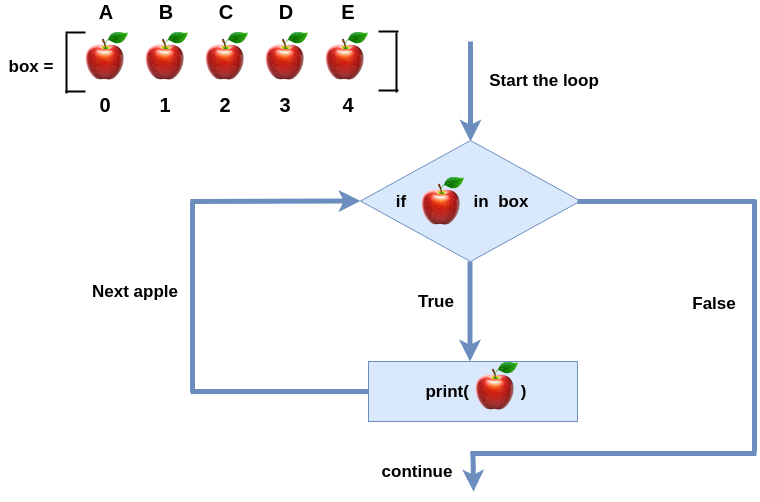 A B C D E
box =
0 1 2 3 4
Start the loop
if in box
Next apple
True
False
print( )
continue